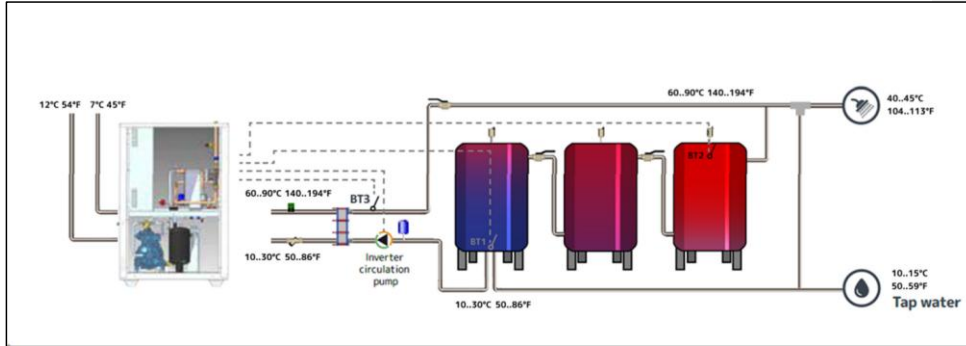 12°C 54°F 7°C 45°F
60..90°C 140..194°F
40..45°C
104..113°F
BT2
60..90°C 140..194°F
BT3
BT1
10..30°C 50..86°F
Inverter
circulation
pump
10..30°C 50..86°F
10..15°C
50..59°F
Tap water